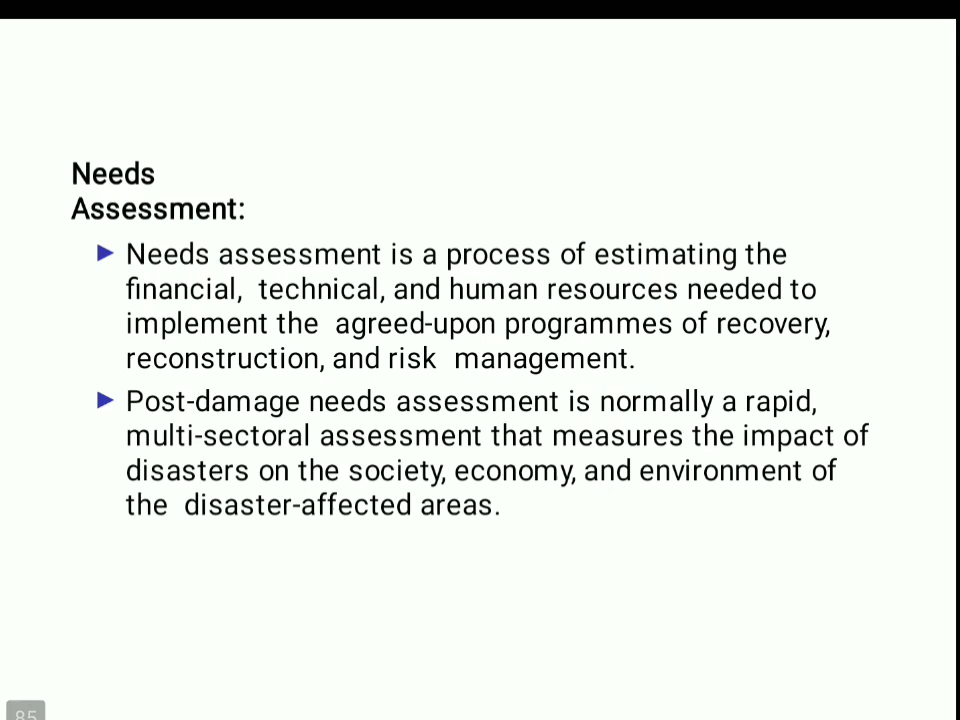 Needs
Assessment:
▶ Needs assessment is a process of estimating the
financial, technical, and human resources needed to
implement the agreed-upon programmes of recovery,
reconstruction, and risk management.
▶ Post-damage needs assessment is normally a rapid,
multi-sectoral assessment that measures the impact of
disasters on the society, economy, and environment of
the disaster-affected areas.
85